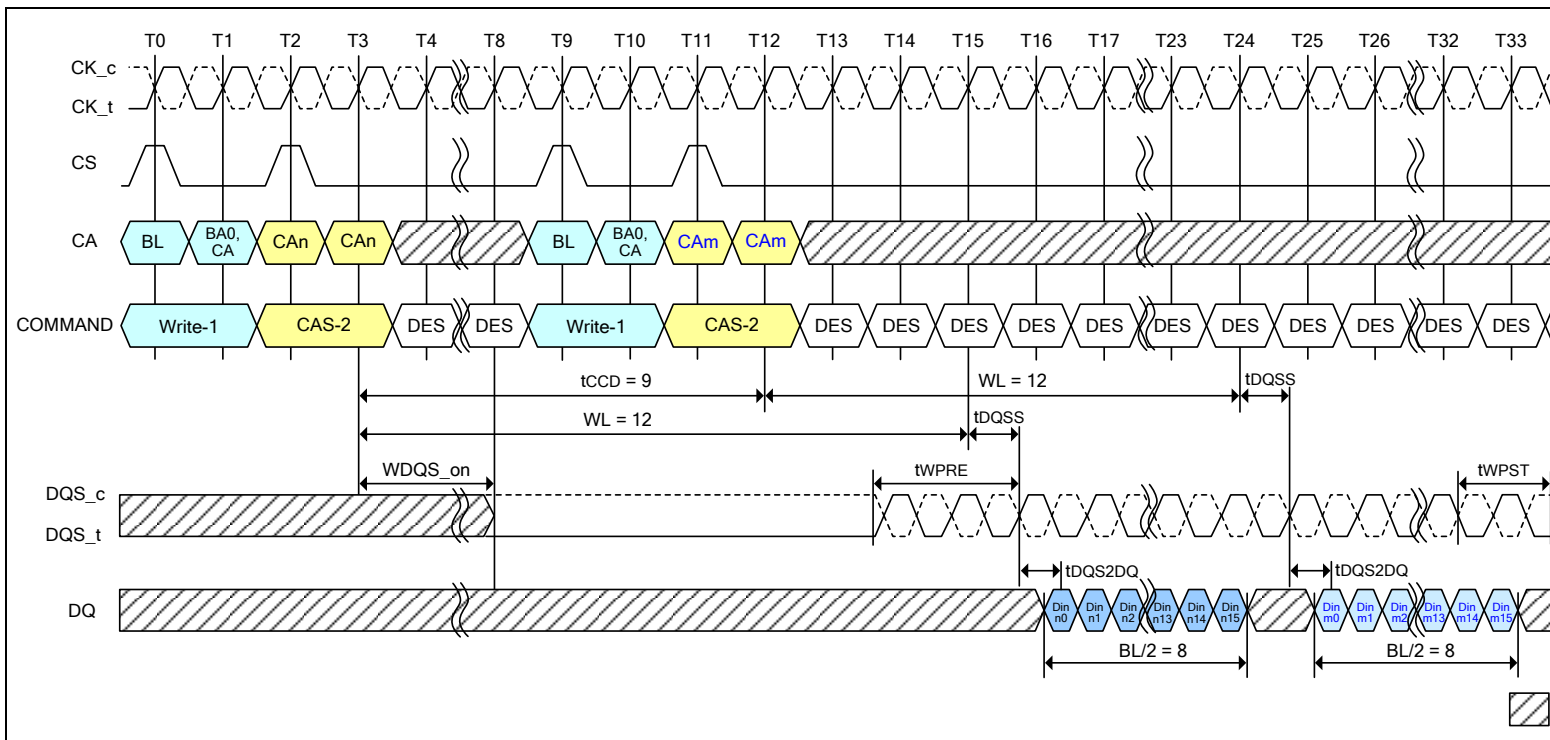 T0 T1 T2 T3 T4 T8 T9 T10 T11 T12 T13 T14 T15 T16 T17 T23 T24 T25 T26 T32 T33
CK_c
CK_t
CS
CA BL BA0, CA CAn CAn BL BA0, CA CAm CAm
COMMAND Write-1 CAS-2 DES DES Write-1 CAS-2 DES DES DES DES DES DES DES DES DES DES DES
tCCD = 9 WL = 12 tDQSS
WL = 12 tDQSS
WDQS_on tWPRE tWPST
DQS_c
DQS_t
tDQS2DQ tDQS2DQ
DQ Din n0 Din n1 Din n2 Din n13 Din n14 Din n15 Din m0 Din m1 Din m2 Din m13 Din m14 Din m15
BL/2 = 8 BL/2 = 8